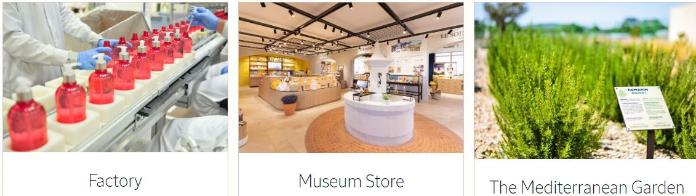 Factory
Museum Store
The Mediterranean Garden